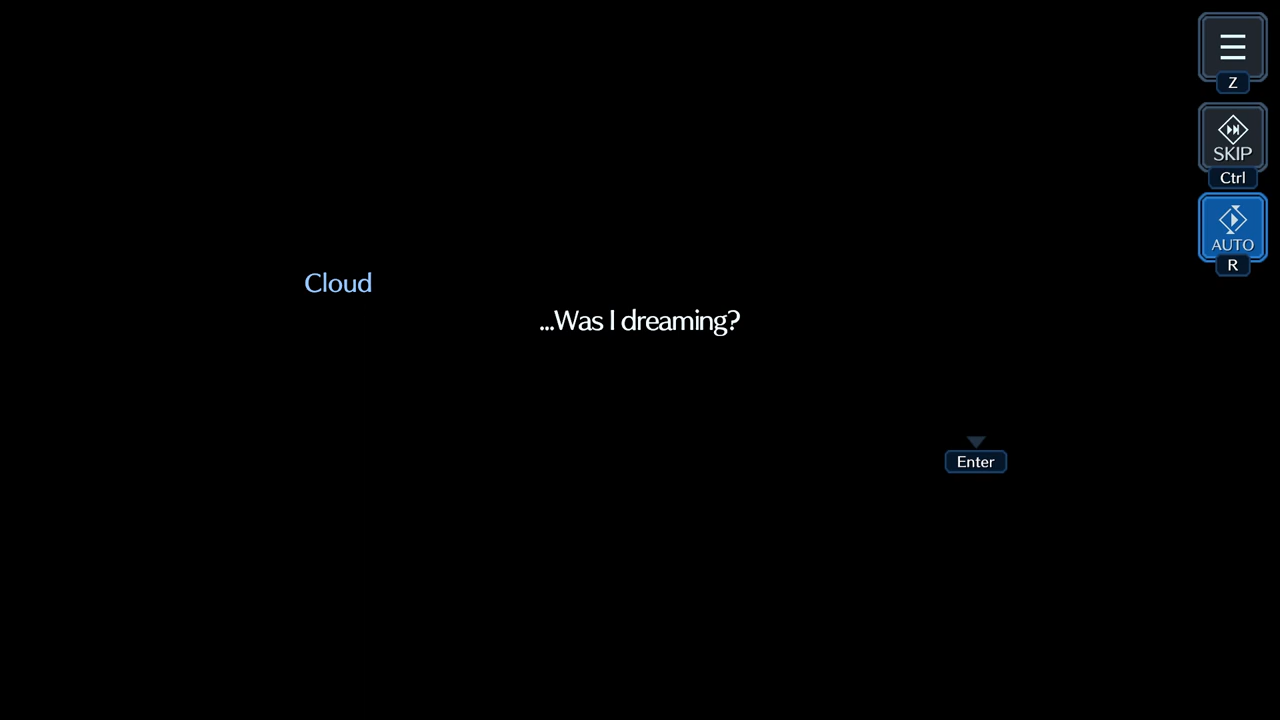 Z
SKIP
Ctrl
AUTO
R
Cloud
...Was I dreaming?
Enter